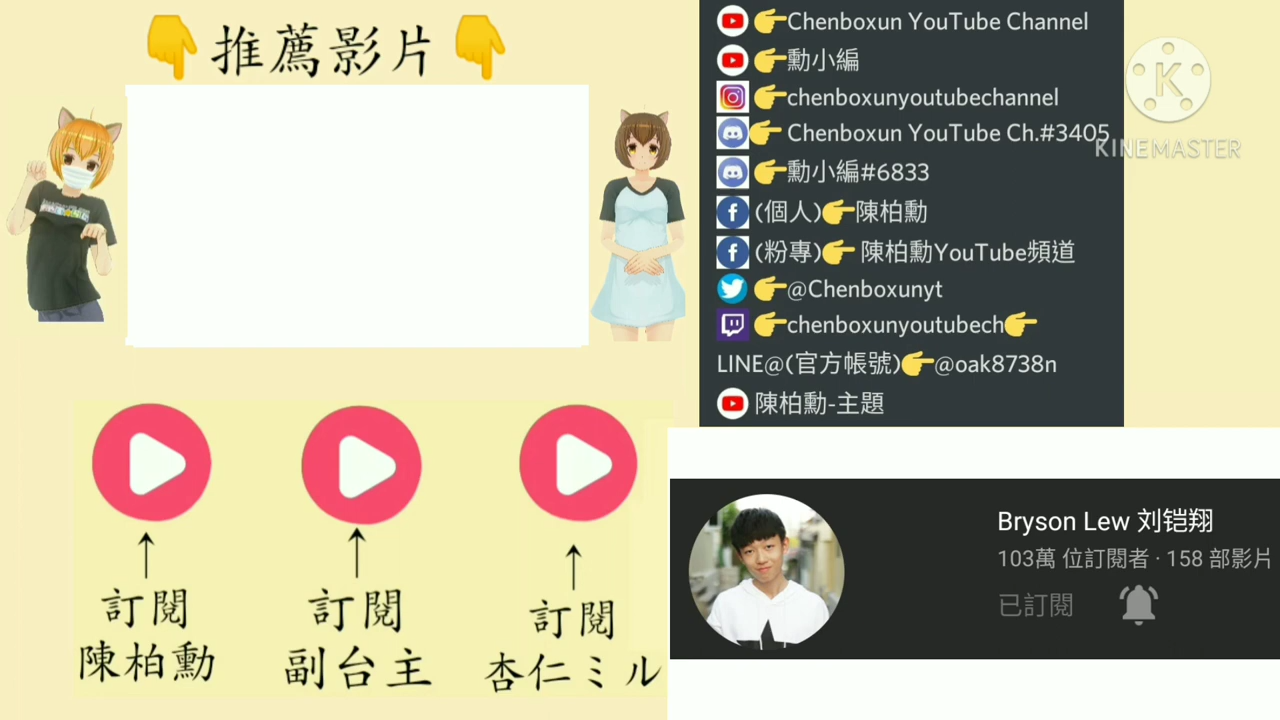 👇推薦影片👇
👉Chenboxun YouTube Channel
👉勳小編
👉chenboxunyoutubechannel
👉 Chenboxun YouTube Ch.#3405
👉勳小編#6833
(個人)👉陳柏勳
(粉專)👉 陳柏勳YouTube頻道
👉@Chenboxunyt
👉chenboxunyoutubech👉
LINE@(官方帳號)👉@oak8738n
陳柏勳-主題
K
KINEMASTER
↑
訂閱
陳柏勳
↑
訂閱
副台主
↑
訂閱
杏仁ミル
Bryson Lew 刘铠翔
103萬 位訂閱者 · 158 部影片
已訂閱